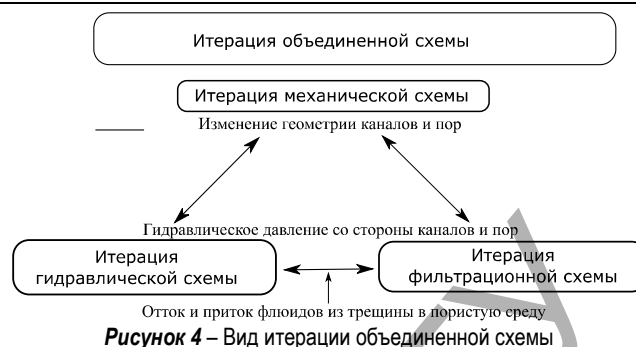 Итерация объединенной схемы
Итерация механической схемы
Изменение геометрии каналов и пор
Гидравлическое давление со стороны каналов и пор
Итерация
гидравлической схемы
Итерация
фильтрационной схемы
Отток и приток флюидов из трещины в пористую среду
Рисунок 4 – Вид итерации объединенной схемы